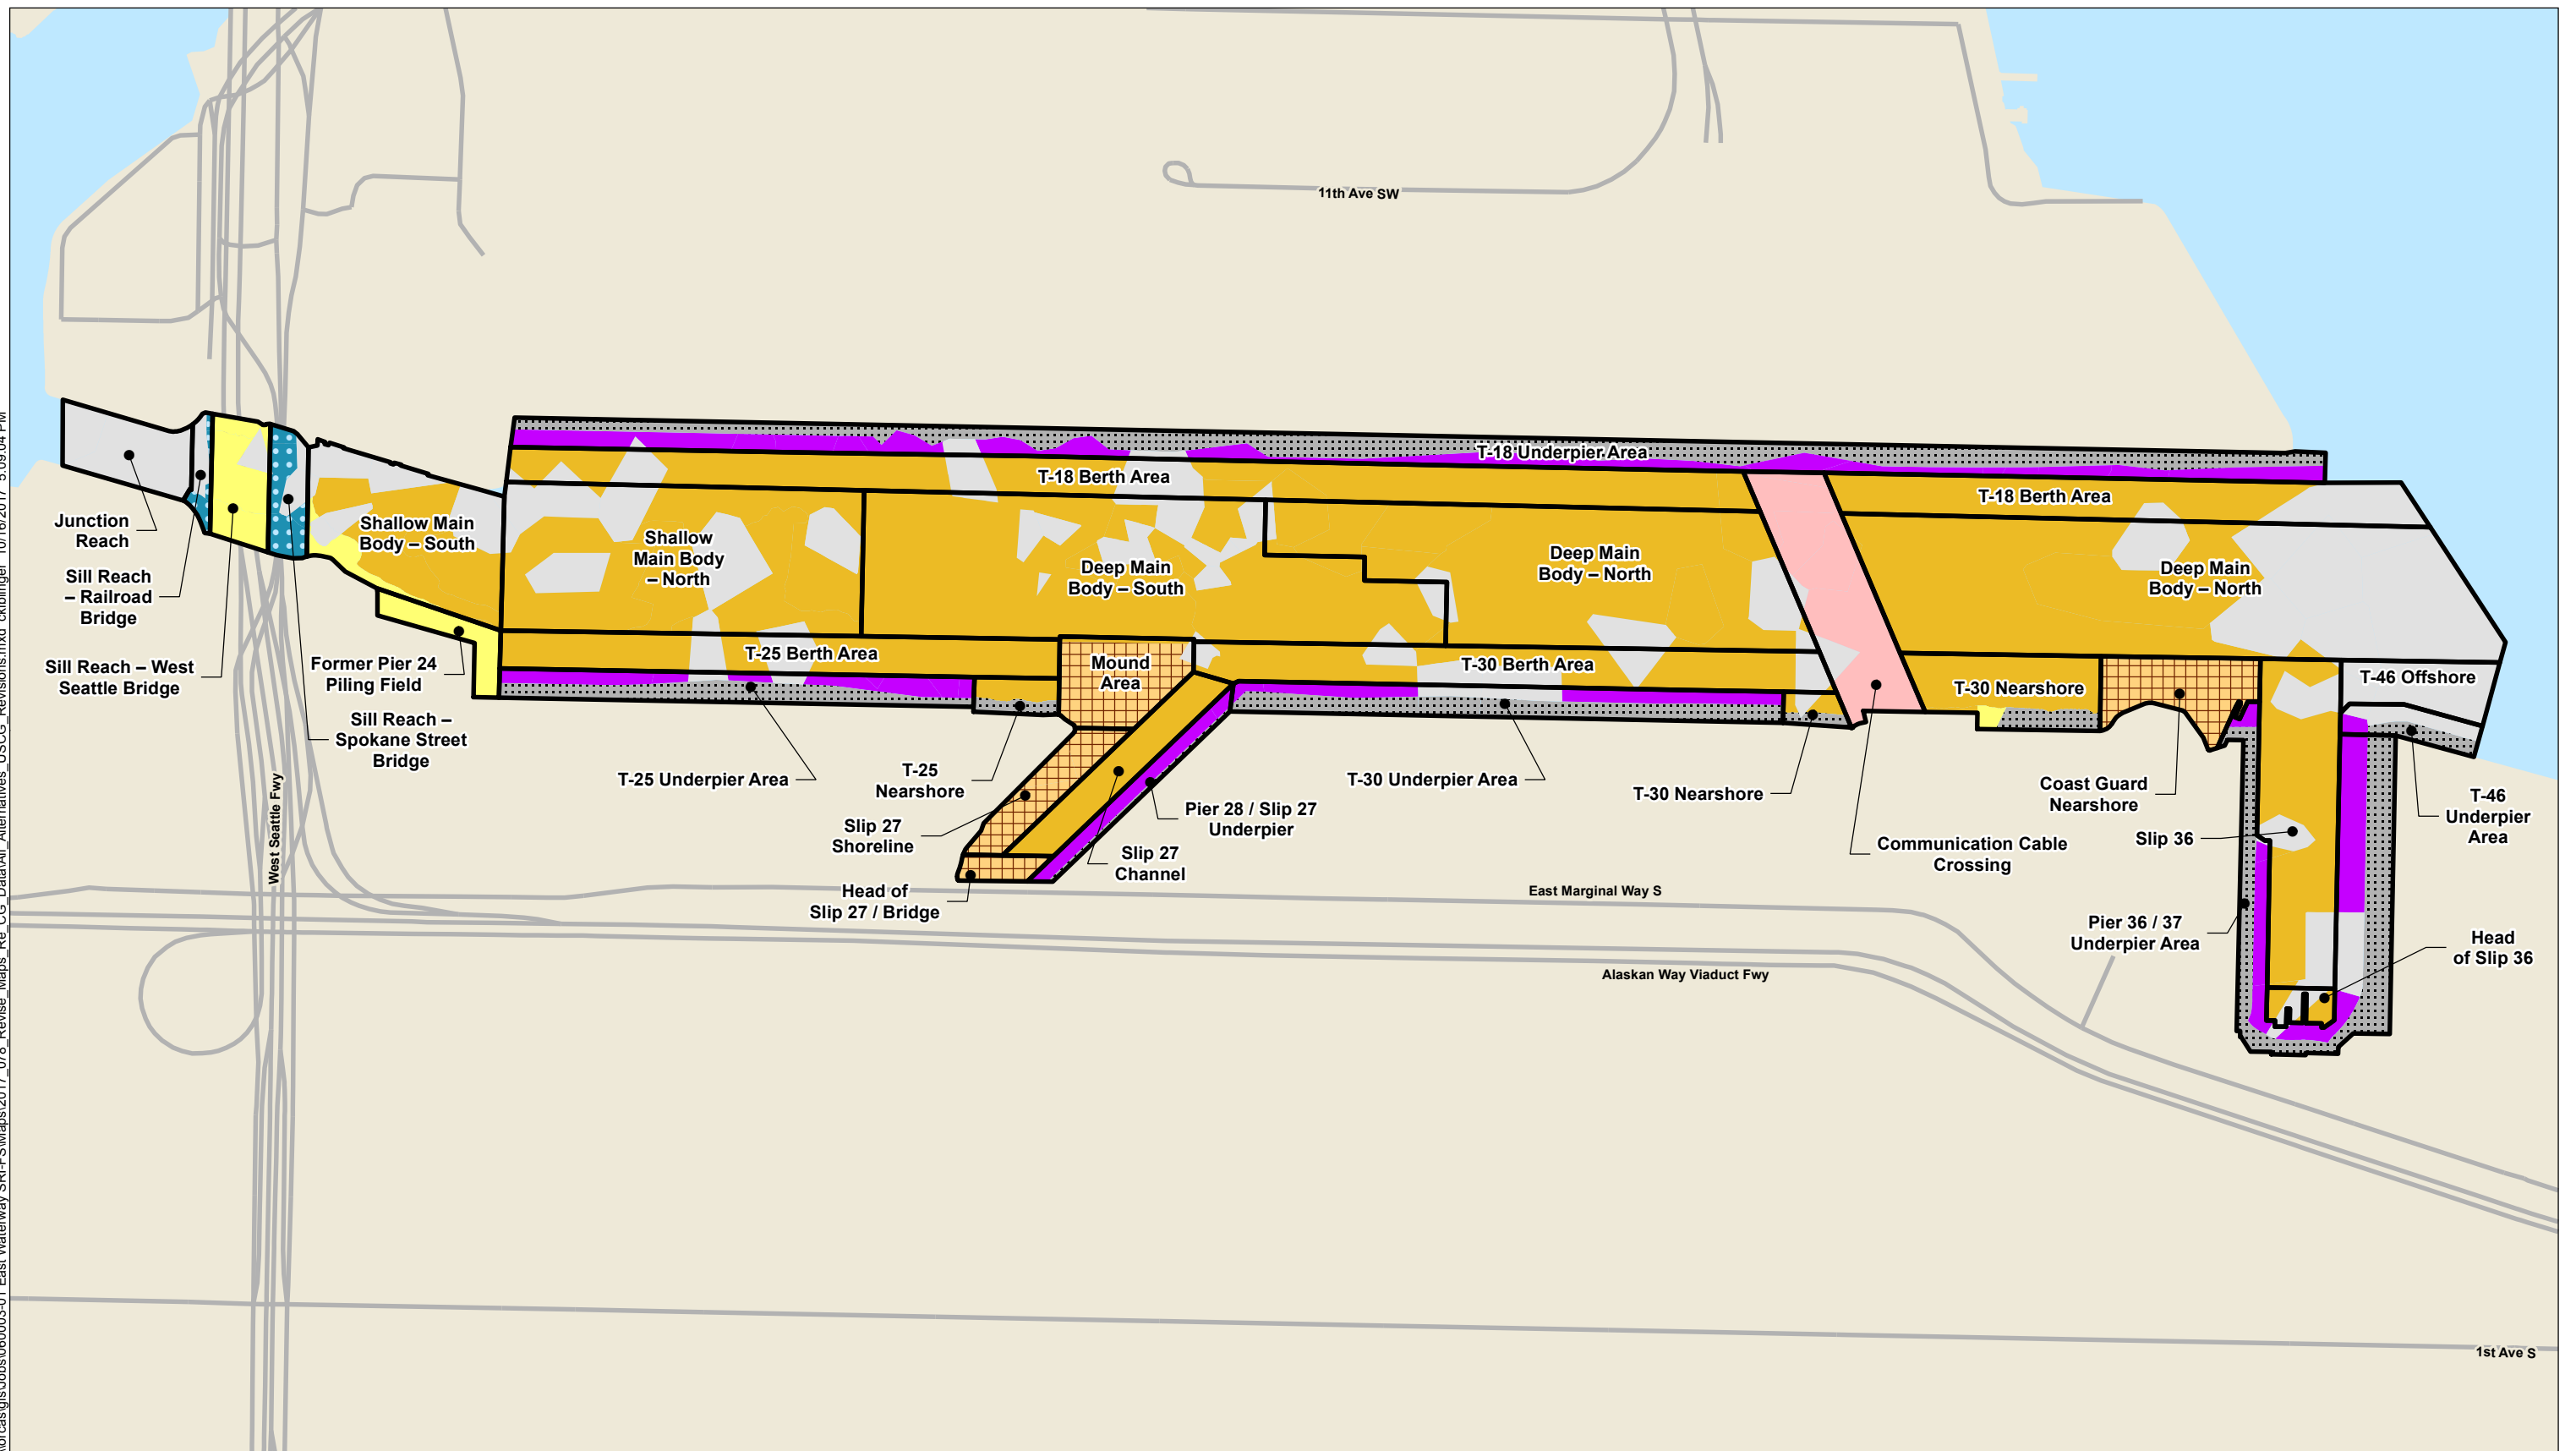 11th Ave SW
T-18 Underpier Area
T-18 Berth Area
T-18 Berth Area
Junction
Reach
Sill Reach
– Railroad
Bridge
Sill Reach – West
Seattle Bridge
Shallow Main
Body – South
Former Pier 24
Piling Field
Sill Reach –
Spokane Street
Bridge
Shallow
Main Body
– North
Deep Main
Body – South
Deep Main
Body – North
Deep Main
Body – North
T-25 Berth Area
Mound
Area
T-30 Berth Area
T-30 Nearshore
T-46 Offshore
T-25 Underpier Area
T-25
Nearshore
Slip 27
Shoreline
Head of
Slip 27 / Bridge
Slip 27
Channel
Pier 28 / Slip 27
Underpier
T-30 Underpier Area
T-30 Nearshore
Communication Cable
Crossing
Coast Guard
Nearshore
Slip 36
T-46
Underpier
Area
Pier 36 / 37
Underpier Area
Head
of Slip 36
West Seattle Fwy
East Marginal Way S
Alaskan Way Viaduct Fwy
1st Ave S